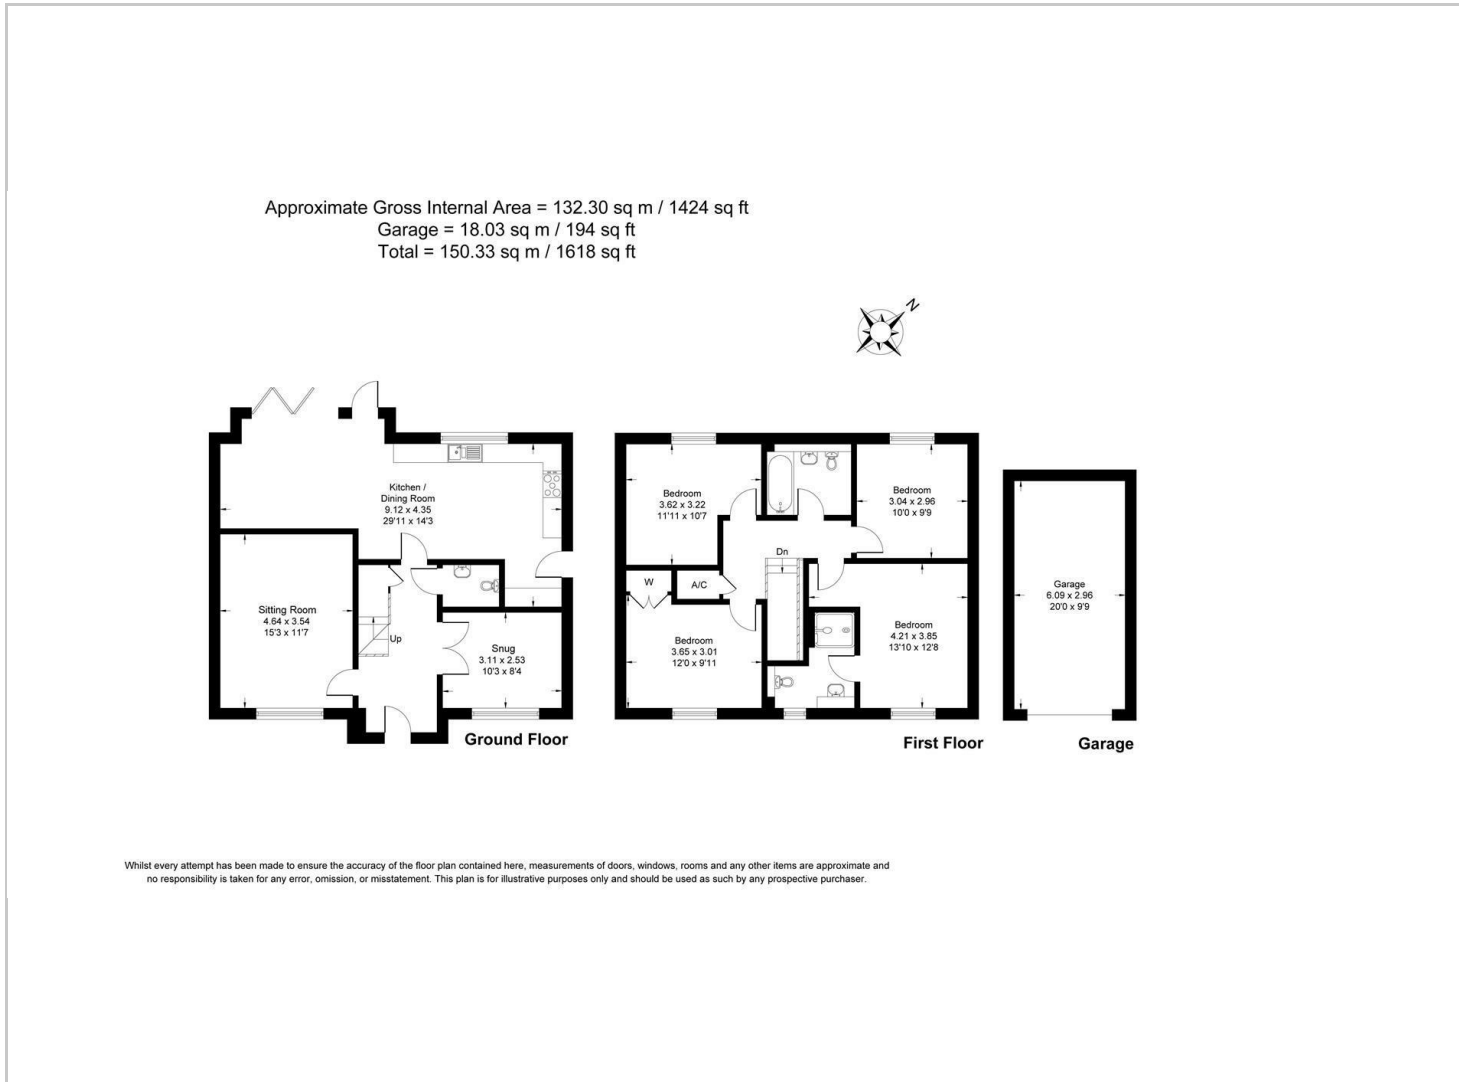 Approximate Gross Internal Area = 132.30 sq m / 1424 sq ft
Garage = 18.03 sq m / 194 sq ft
Total = 150.33 sq m / 1618 sq ft
N
Kitchen /
Dining Room
9.12 x 4.35
29'11 x 14'3
Sitting Room
4.64 x 3.54
15'3 x 11'7
Up
Snug
3.11 x 2.53
10'3 x 8'4
Ground Floor
Bedroom
3.62 x 3.22
11'11 x 10'7
Bedroom
3.04 x 2.96
10'0 x 9'9
Dn
W
A/C
Bedroom
3.65 x 3.01
12'0 x 9'11
Bedroom
4.21 x 3.85
13'10 x 12'8
First Floor
Garage
6.09 x 2.96
20'0 x 9'9
Garage
Whilst every attempt has been made to ensure the accuracy of the floor plan contained here, measurements of doors, windows, rooms and any other items are approximate and
no responsibility is taken for any error, omission, or misstatement. This plan is for illustrative purposes only and should be used as such by any prospective purchaser.